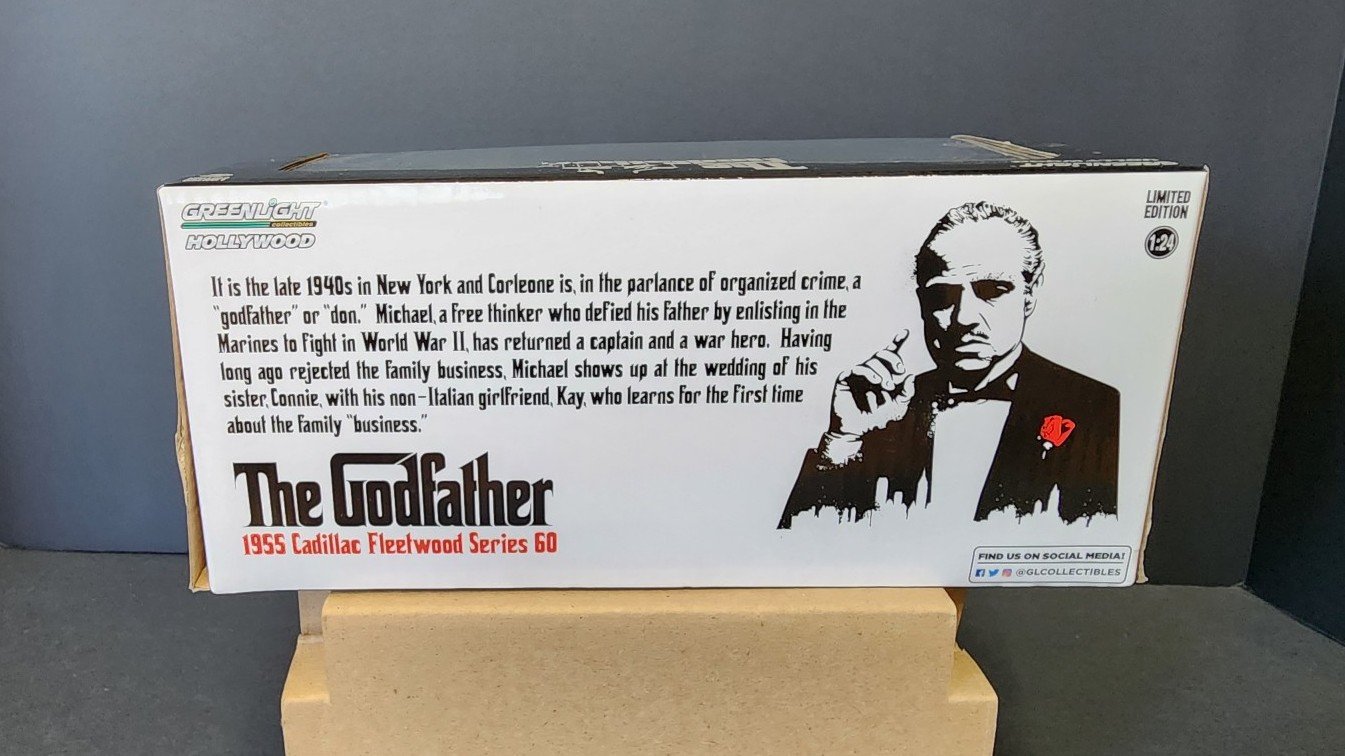 The
GREENLIGHT
collectibles
HOLLYWOOD
LIMITED
EDITION
1:24
It is the late 1940s in New York and Corleone is, in the parlance of organized crime, a
"godfather" or "don." Michael, a free thinker who defied his father by enlisting in the
Marines to fight in World War II, has returned a captain and a war hero. Having
long ago rejected the family business, Michael shows up at the wedding of his
sister, Connie, with his non-Italian girlfriend, Kay, who learns for the first time
about the family "business."
The Godfather
1955 Cadillac Fleetwood Series 60
FIND US ON SOCIAL MEDIA!
@GLCOLLECTIBLES